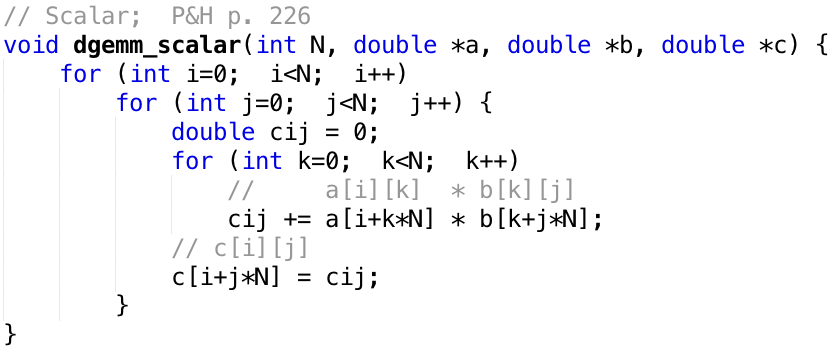 // Scalar;  P&H p. 226
void dgemm_scalar(int N, double *a, double *b, double *c) {
    for (int i=0;  i<N;  i++)
        for (int j=0;  j<N;  j++) {
            double cij = 0;
            for (int k=0;  k<N;  k++)
                //     a[i][k]  * b[k][j]
                cij += a[i+k*N] * b[k+j*N];
            // c[i][j]
            c[i+j*N] = cij;
        }
}